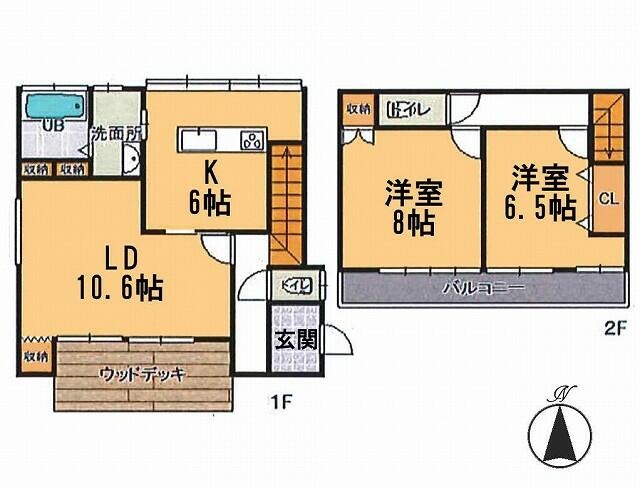 UB
洗面所
収納
収納
K
6帖
LD
10.6帖
収納
ウッドデッキ
トイレ
玄関
1F
収納
トイレ
洋室
8帖
洋室
6.5帖
CL
バルコニー
2F
N